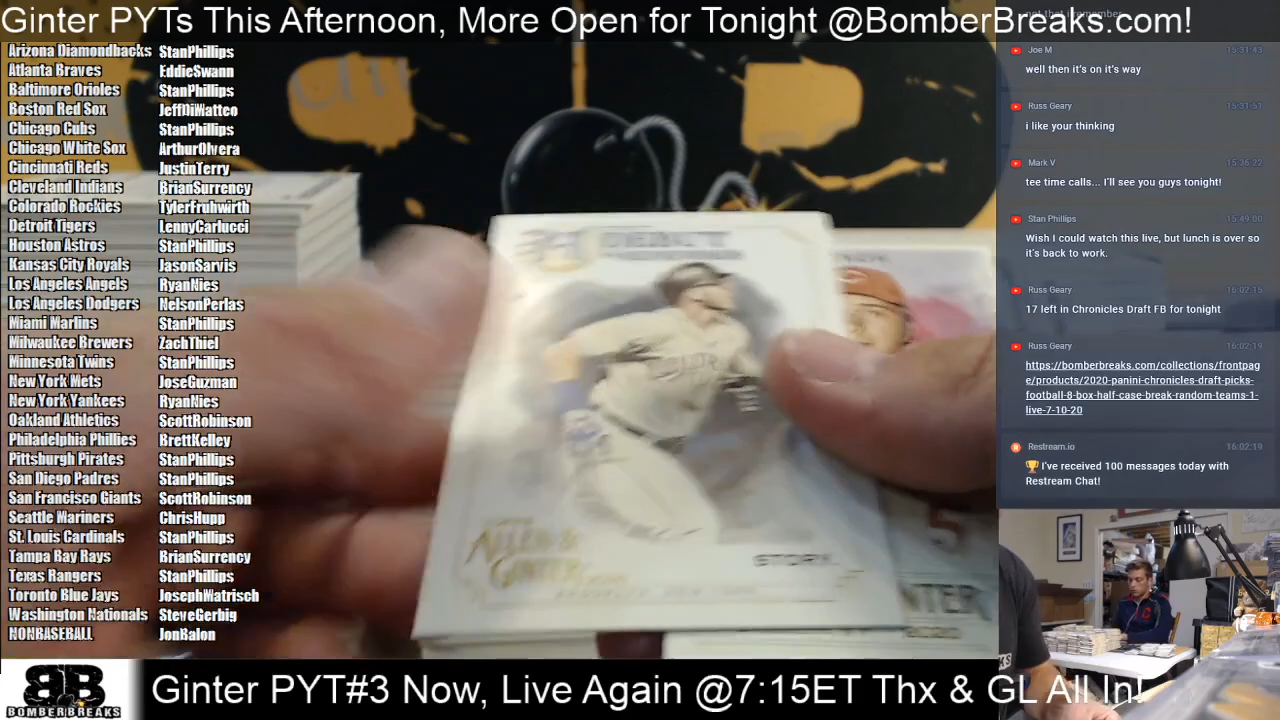 Ginter PYTs This Afternoon, More Open for Tonight @BomberBreaks.com!
Arizona Diamondbacks StanPhillips
Atlanta Braves EddieSwann
Baltimore Orioles StanPhillips
Boston Red Sox JeffDiMatteo
Chicago Cubs StanPhillips
Chicago White Sox ArthurOlvera
Cincinnati Reds JustinTerry
Cleveland Indians BrianSurrency
Colorado Rockies TylerFruhwirth
Detroit Tigers LennyCarlucci
Houston Astros StanPhillips
Kansas City Royals JasonSarvis
Los Angeles Angels RyanNies
Los Angeles Dodgers NelsonPerlas
Miami Marlins StanPhillips
Milwaukee Brewers ZachThiel
Minnesota Twins StanPhillips
New York Mets JoseGuzman
New York Yankees RyanNies
Oakland Athletics ScottRobinson
Philadelphia Phillies BrettKelley
Pittsburgh Pirates StanPhillips
San Diego Padres StanPhillips
San Francisco Giants ScottRobinson
Seattle Mariners ChrisHupp
St. Louis Cardinals StanPhillips
Tampa Bay Rays BrianSurrency
Texas Rangers StanPhillips
Toronto Blue Jays JosephWatrisch
Washington Nationals SteveGerbig
NONBASEBALL JonBalon
DEBUT
STORY
ALLEN &
GINTER
not that i remember
Joe M 15:31:43
well then it's on it's way
Russ Geary 15:31:51
i like your thinking
Mark V 15:36:22
tee time calls... I'll see you guys tonight!
Stan Phillips 15:49:00
Wish I could watch this live, but lunch is over so
it's back to work.
Russ Geary 16:02:15
17 left in Chronicles Draft FB for tonight
Russ Geary 16:02:19
https://bomberbreaks.com/collections/frontpag
e/products/2020-panini-chronicles-draft-picks-
football-8-box-half-case-break-random-teams-1-
live-7-10-20
Restream.io 16:02:19
🏆 I've received 100 messages today with
Restream Chat!
BB
BOMBERBREAKS
Ginter PYT#3 Now, Live Again @7:15ET Thx & GL All In!